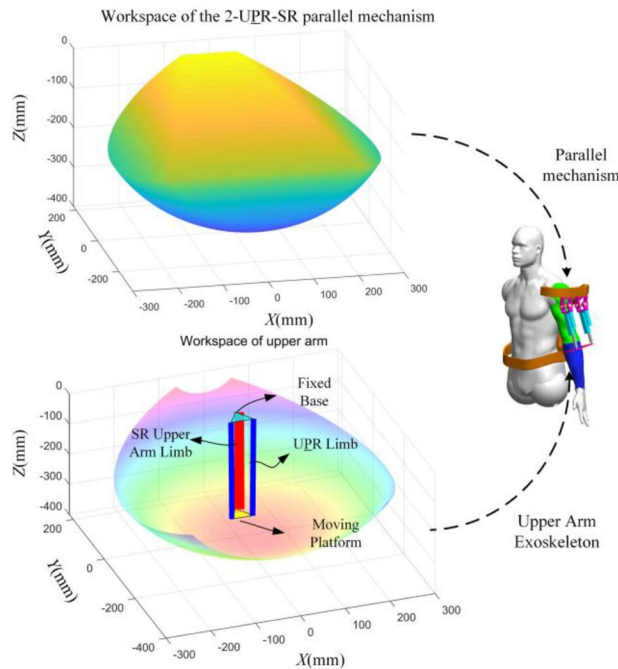 Workspace of the 2-UPR-SR parallel mechanism
0
-100
-200
-300
-400
Z(mm)
200
0
-200
Y(mm)
-300
-200
-100
0
100
200
300
X(mm)
Parallel
mechanism
Workspace of upper arm
0
-100
-200
-300
-400
Z(mm)
200
0
-200
-400
Y(mm)
-300
-200
-100
0
100
200
300
X(mm)
Fixed
Base
SR Upper
Arm Limb
UPR Limb
Moving
Platform
Upper Arm
Exoskeleton